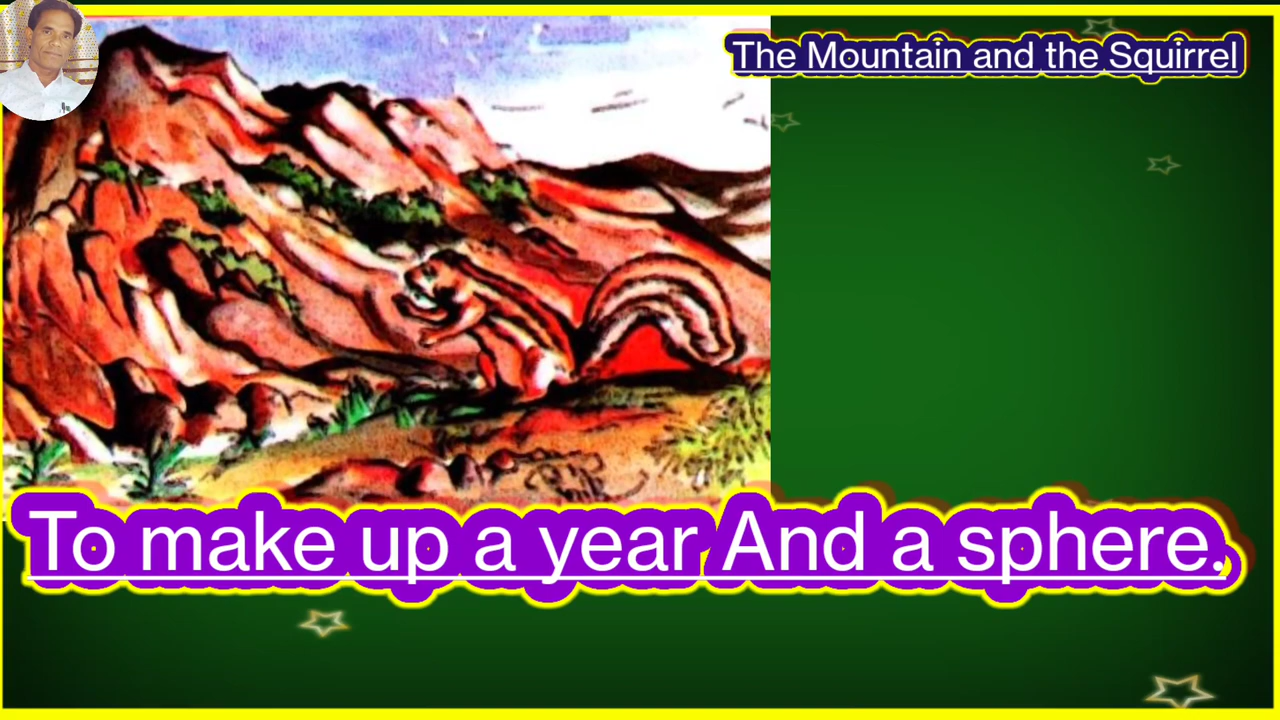 The Mountain and the Squirrel
To make up a year And a sphere.